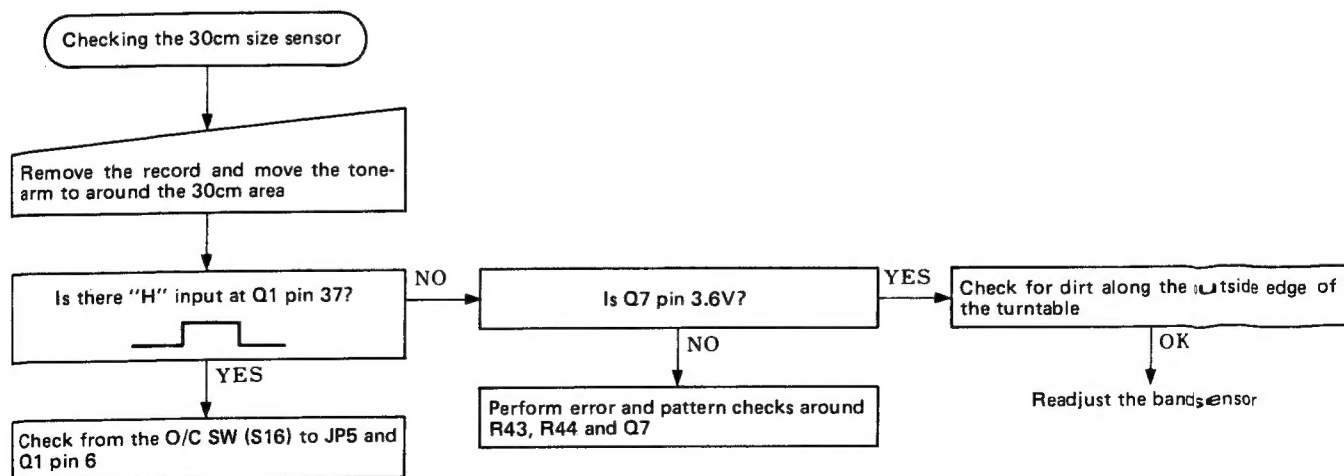 Checking the 30cm size sensor
Remove the record and move the tone-
arm to around the 30cm area
Is there "H" input at Q1 pin 37?
NO
Is Q7 pin 3.6V?
YES
Check for dirt along the outside edge of
the turntable
YES
NO
OK
Check from the O/C SW (S16) to JP5 and
Q1 pin 6
Perform error and pattern checks around
R43, R44 and Q7
Readjust the bandsensor